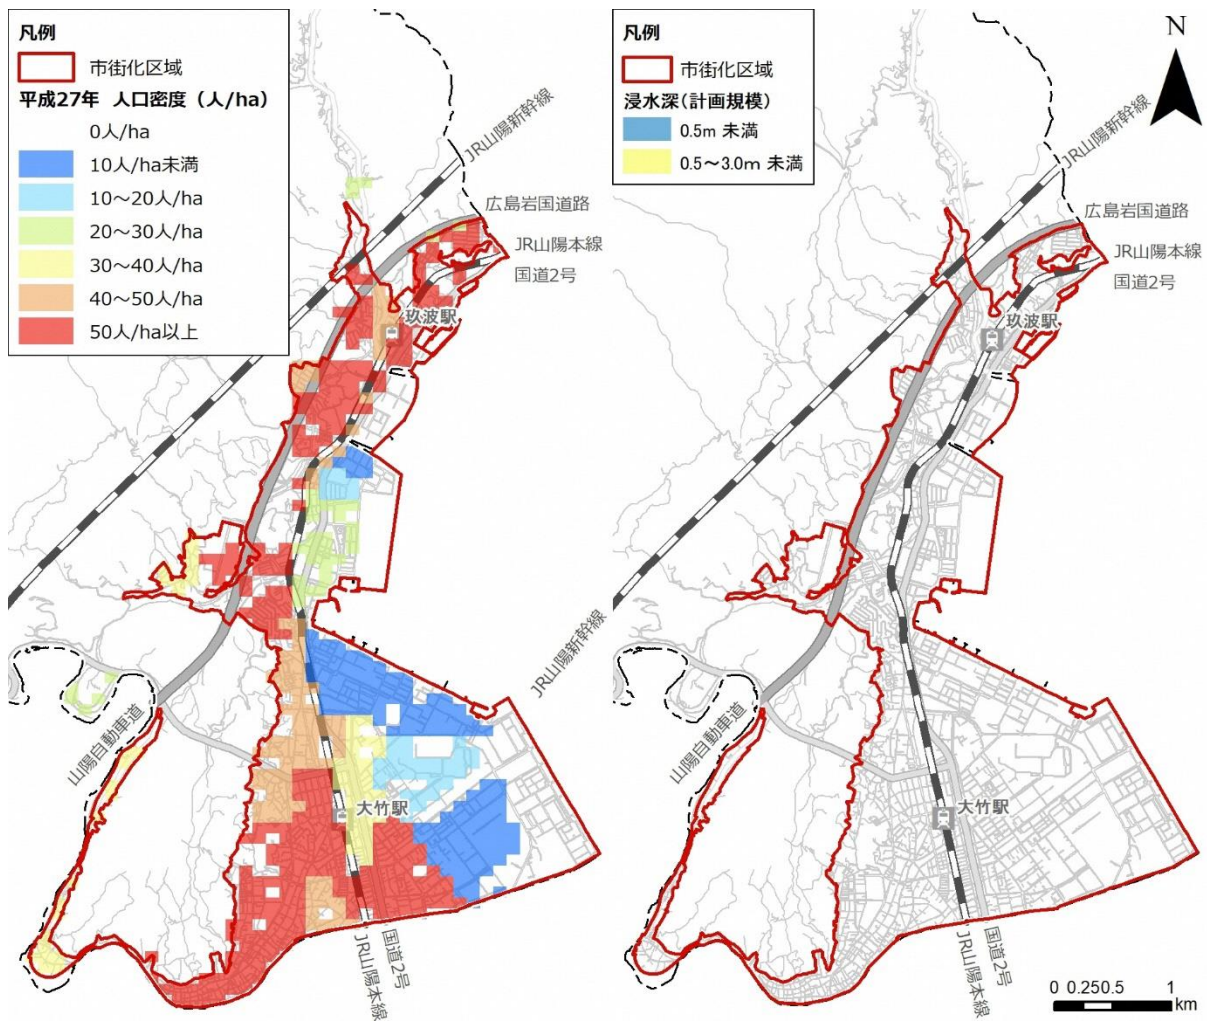 凡例
市街化区域
平成27年 人口密度（人/ha）
0人/ha
10人/ha未満
10～20人/ha
20～30人/ha
30～40人/ha
40～50人/ha
50人/ha以上
JR山陽新幹線
広島岩国道路
JR山陽本線
国道2号
玖波駅
JR山陽新幹線
山陽自動車道
大竹駅
国道2号
JR山陽本線
凡例
市街化区域
浸水深（計画規模）
0.5m 未満
0.5～3.0m 未満
N
JR山陽新幹線
広島岩国道路
JR山陽本線
国道2号
玖波駅
山陽自動車道
大竹駅
国道2号
JR山陽本線
0 0.250.5 1
km